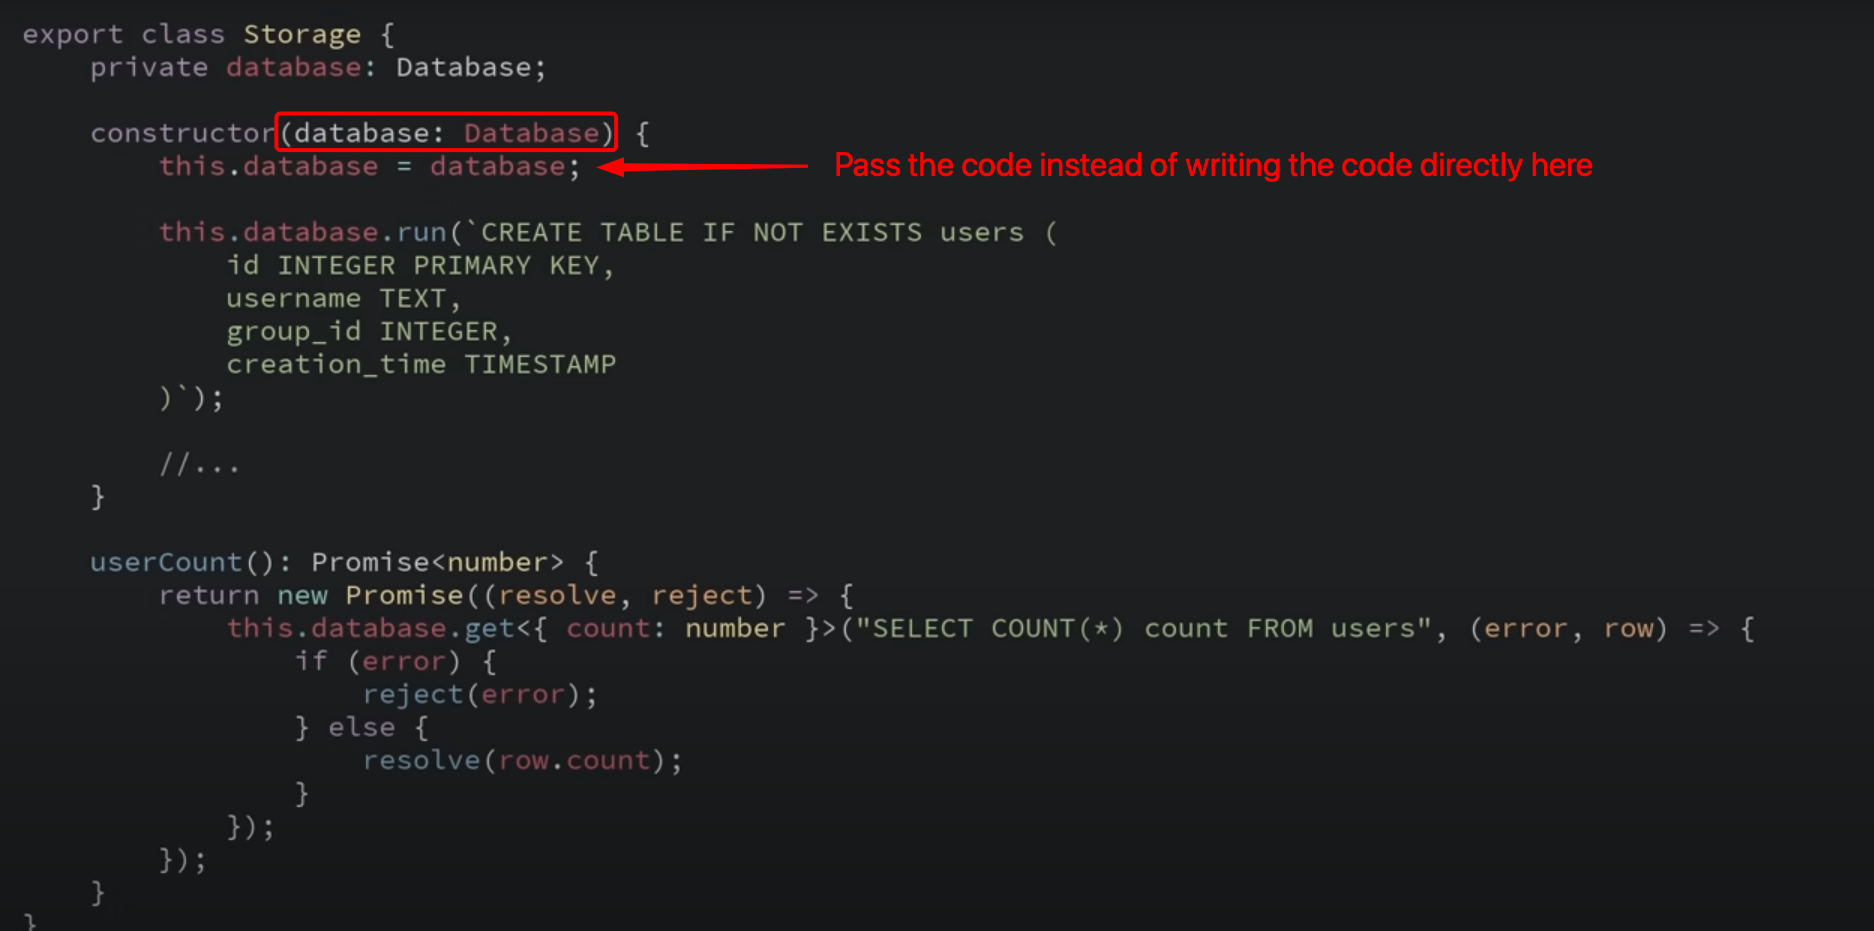 export class Storage {
    private database: Database;
    constructor(database: Database) {
        this.database = database;
Pass the code instead of writing the code directly here
        this.database.run(`CREATE TABLE IF NOT EXISTS users (
            id INTEGER PRIMARY KEY,
            username TEXT,
            group_id INTEGER,
            creation_time TIMESTAMP
        )`);
        //...
    }
    userCount(): Promise<number> {
        return new Promise((resolve, reject) => {
            this.database.get<{ count: number }>("SELECT COUNT(*) count FROM users", (error, row) => {
                if (error) {
                    reject(error);
                } else {
                    resolve(row.count);
                }
            });
        });
    }
}